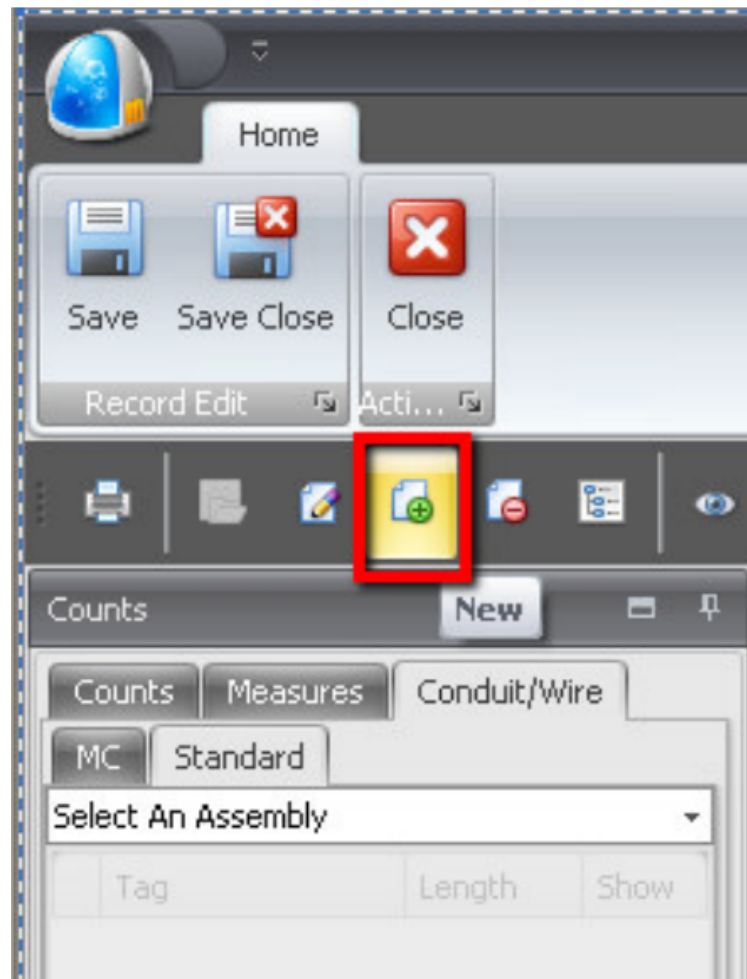 Home
Save Save Close Close
Record Edit Acti...
New
Counts
Counts Measures Conduit/Wire
MC Standard
Select An Assembly
Tag Length Show